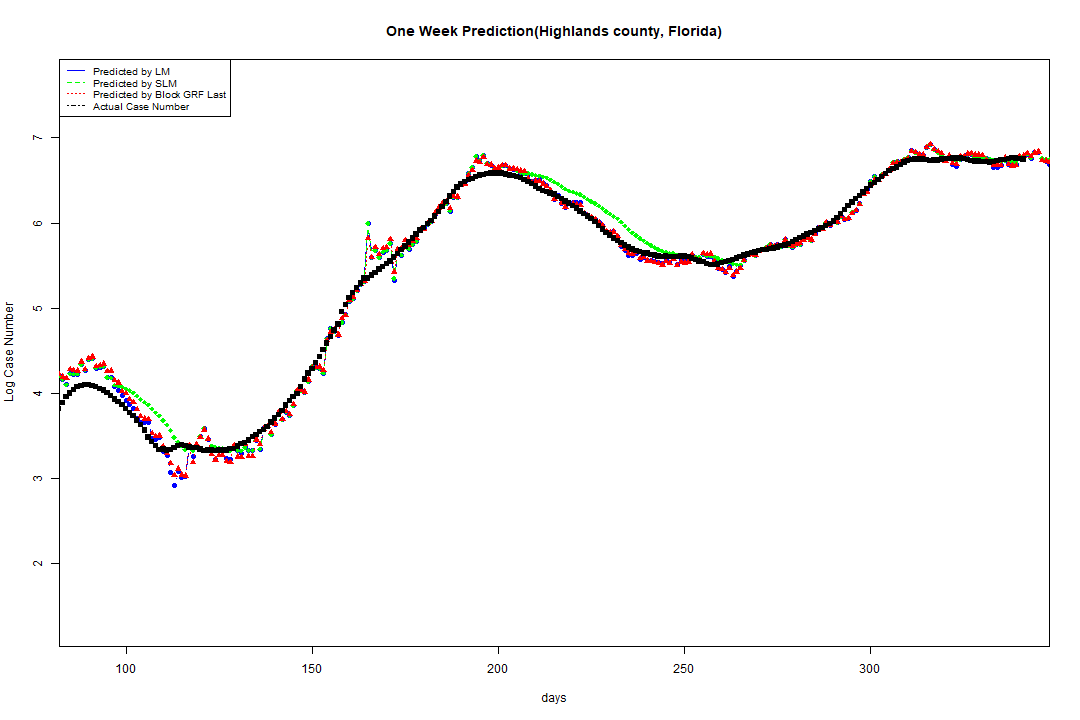 One Week Prediction(Highlands county, Florida)
Predicted by LM
Predicted by SLM
Predicted by Block GRF Last
Actual Case Number
7
6
5
4
3
2
Log Case Number
100 150 200 250 300
days